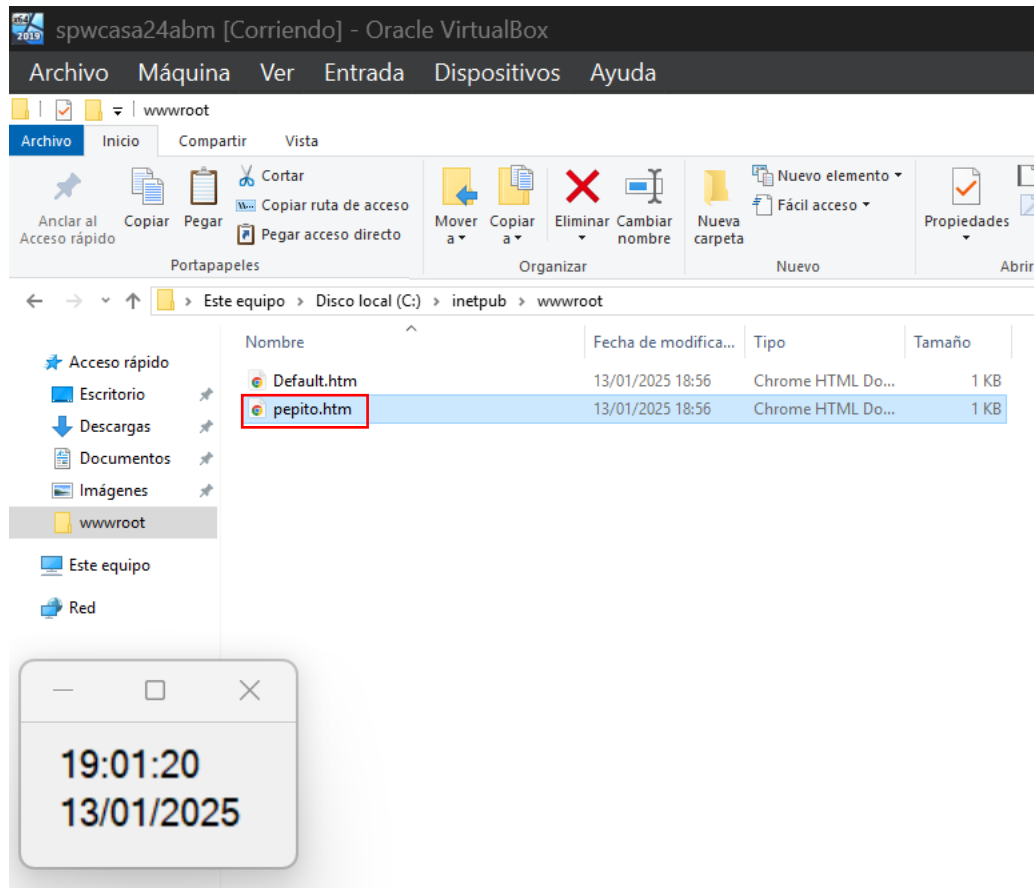 x64
2019
spwcasa24abm [Corriendo] - Oracle VirtualBox
Archivo Máquina Ver Entrada Dispositivos Ayuda
wwwroot
Archivo Inicio Compartir Vista
Anclar al Acceso rápido
Copiar
Pegar
Cortar
Copiar ruta de acceso
Pegar acceso directo
Portapapeles
Mover a
Copiar a
Eliminar
Cambiar nombre
Organizar
Nueva carpeta
Nuevo elemento
Fácil acceso
Nuevo
Propiedades
Abrir
Este equipo > Disco local (C:) > inetpub > wwwroot
Nombre Fecha de modifica... Tipo Tamaño
Default.htm 13/01/2025 18:56 Chrome HTML Do... 1 KB
pepito.htm 13/01/2025 18:56 Chrome HTML Do... 1 KB
Acceso rápido
Escritorio
Descargas
Documentos
Imágenes
wwwroot
Este equipo
Red
19:01:20
13/01/2025